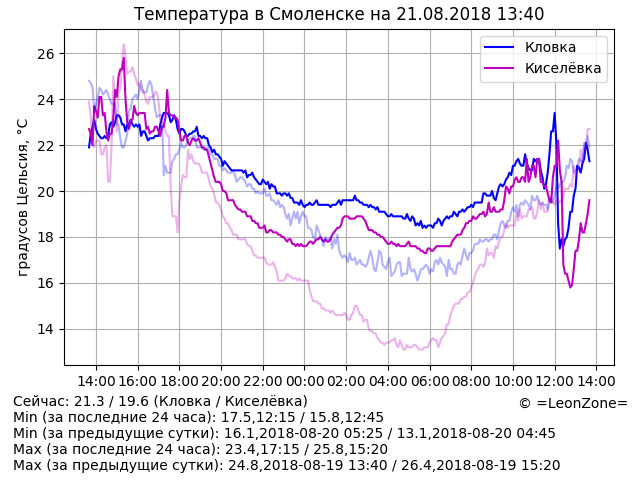 Температура в Смоленске на 21.08.2018 13:40
Кловка
Киселёвка
градусов Цельсия, °C
26
24
22
20
18
16
14
14:00 16:00 18:00 20:00 22:00 00:00 02:00 04:00 06:00 08:00 10:00 12:00 14:00
Сейчас: 21.3 / 19.6 (Кловка / Киселёвка)
© =LeonZone=
Min (за последние 24 часа): 17.5,12:15 / 15.8,12:45
Min (за предыдущие сутки): 16.1,2018-08-20 05:25 / 13.1,2018-08-20 04:45
Max (за последние 24 часа): 23.4,17:15 / 25.8,15:20
Max (за предыдущие сутки): 24.8,2018-08-19 13:40 / 26.4,2018-08-19 15:20